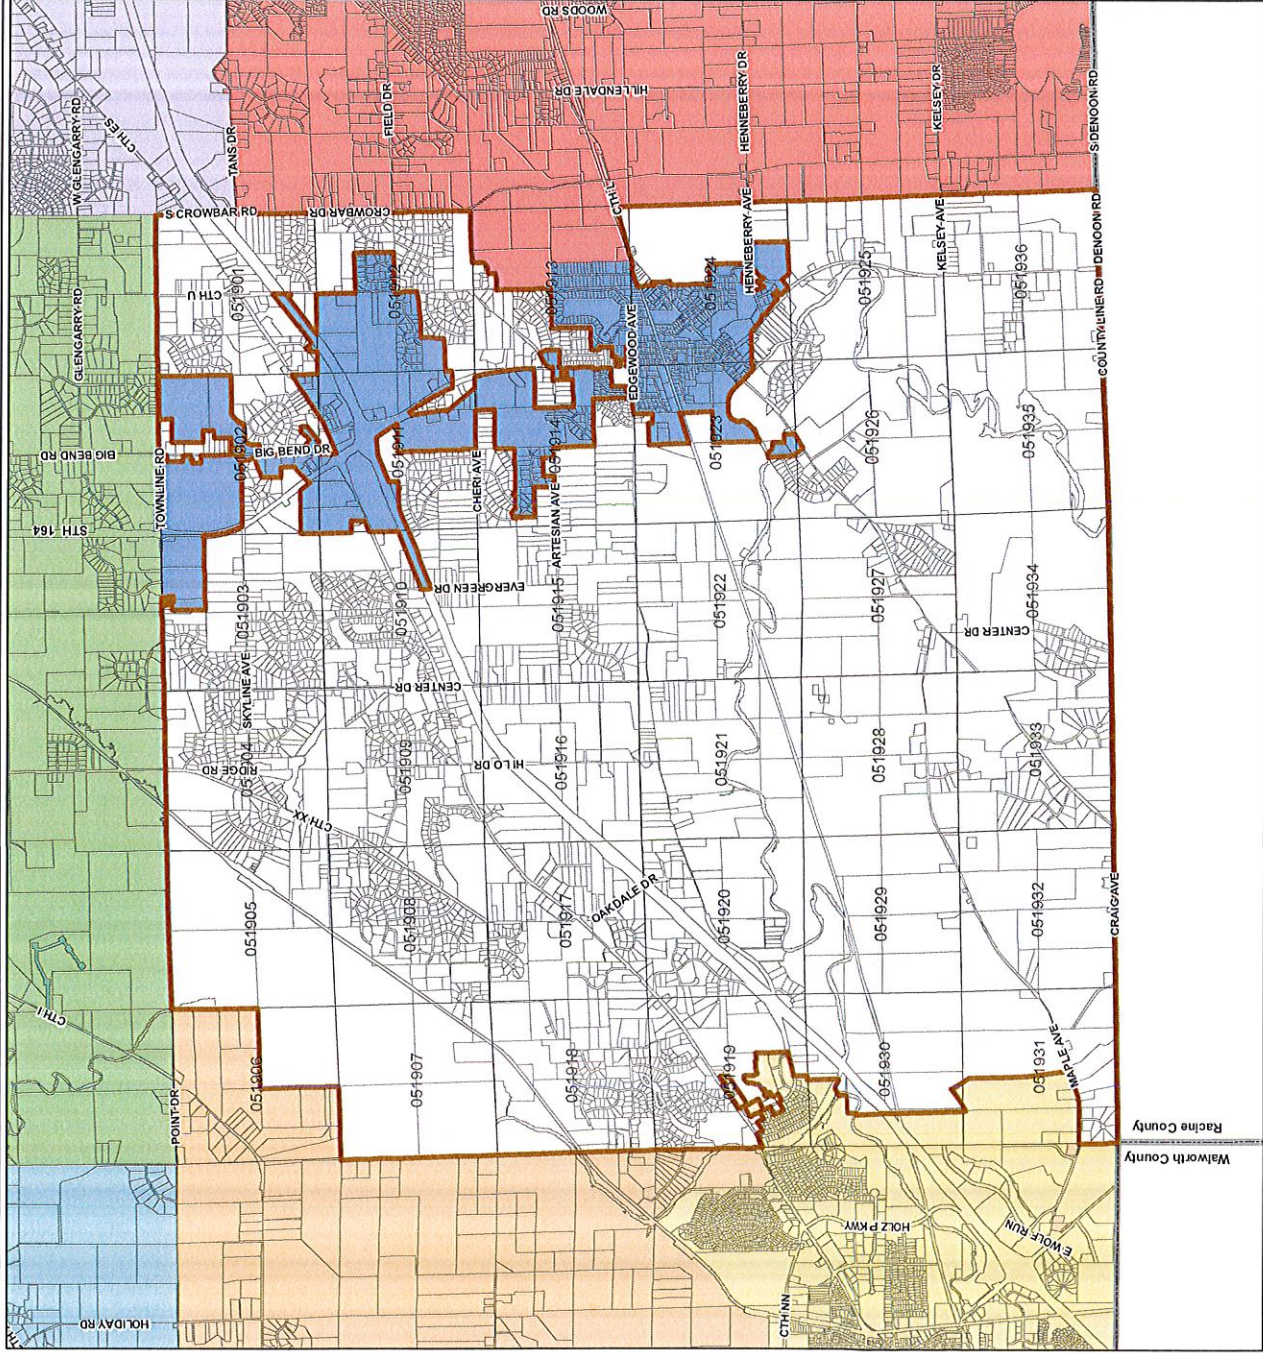 WOODS RD
W GLENGARRY RD
CTH ES
FIELD DR
HILLENDALE DR
HENNEBERRY DR
KELSEY DR
TANS DR
S DENOON RD
S CROWBAR RD
CROWBAR DR
CTH L
HENNEBERRY AVE
KELSEY AVE
DENOON RD
GLENGARRY RD
CTH U
051901
051912
051913
051924
051925
051936
EDGEWOOD AVE
COUNTY LINE RD
BIG BEND RD
TOWNLINE RD
051902
BIG BEND DR
051911
CHERI AVE
051914
ARTESIAN AVE
051923
051926
051935
STH 164
051903
051910
EVERGREEN DR
051915
051922
051927
051934
CENTER DR
SKYLINE AVE
CENTER DR
051904
RIDGE RD
051909
HILO DR
051916
051921
051928
051933
CTH XX
051905
051908
051917
OAKDALE DR
051920
051929
051932
CRAIG AVE
CTH I
POINT DR
051906
051907
051918
051919
051930
051931
MAPLE AVE
Racine County
Walworth County
HOLIDAY RD
CTH NN
HOLZ PKWY
E WOLF RUN